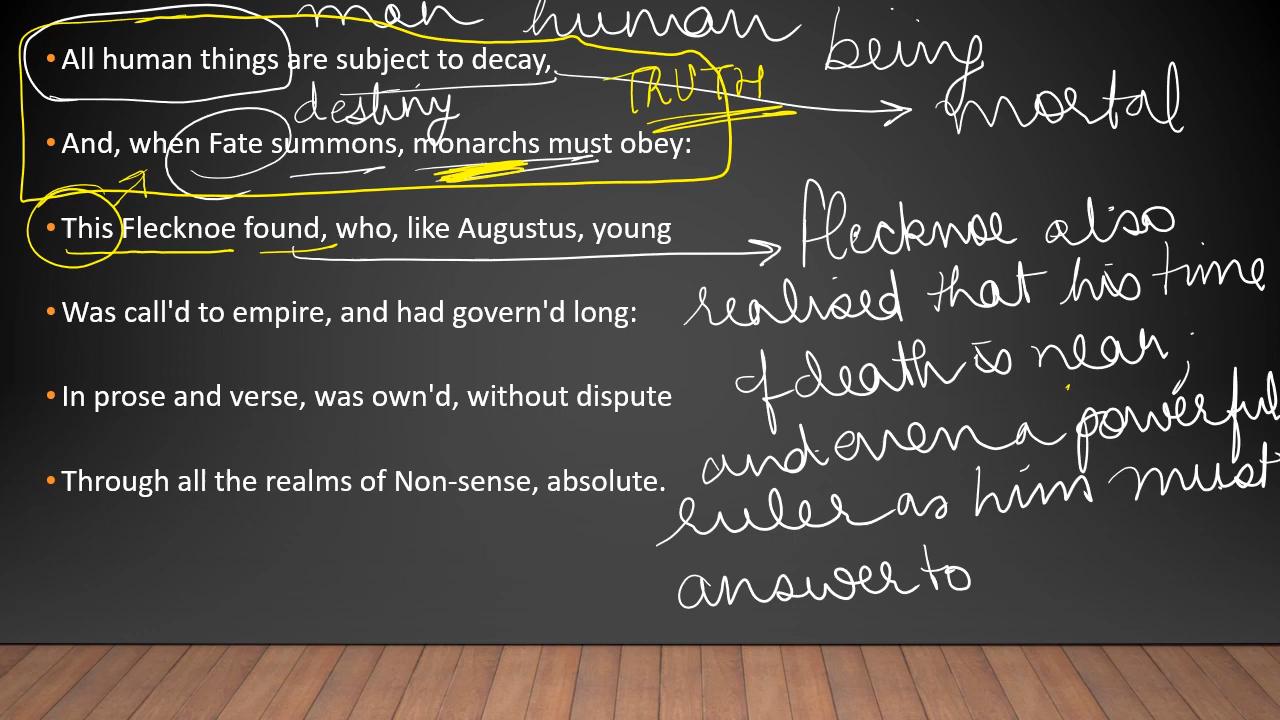 man human being
• All human things are subject to decay,
TRUTH
mortal
destiny
• And, when Fate summons, monarchs must obey:
• This Flecknoe found, who, like Augustus, young
flecknoe also
realised that his time
of death is near,
and even a powerful
ruler as him must
answer to
• Was call'd to empire, and had govern'd long:
• In prose and verse, was own'd, without dispute
• Through all the realms of Non-sense, absolute.